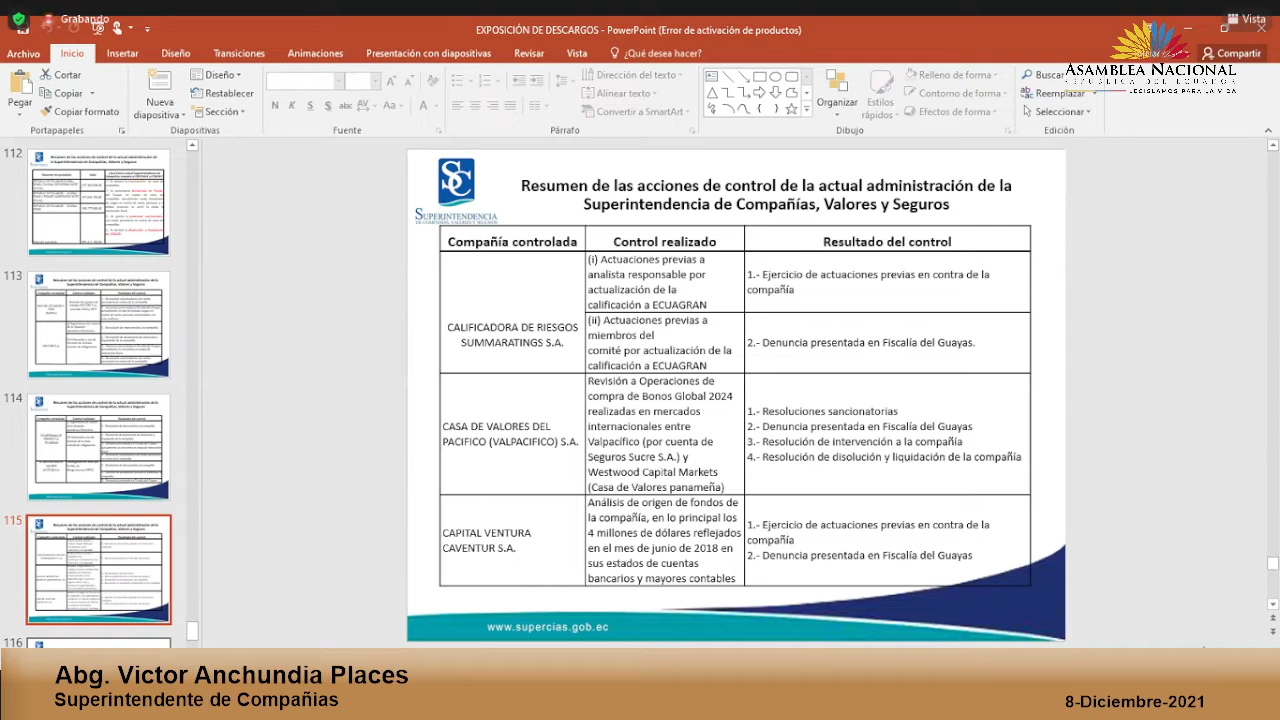 Grabando
Vista
EXPOSICIÓN DE DESCARGOS - PowerPoint (Error de activación de productos)
Archivo Inicio Insertar Diseño Transiciones Animaciones Presentación con diapositivas Revisar Vista ¿Qué desea hacer? Compartir
ASAMBLEA NACIONAL
LEGISLAMOS PARA LA VIDA
Pegar
Cortar
Copiar
Copiar formato
Portapapeles
Nueva
diapositiva
Diseño
Restablecer
Sección
Diapositivas
N K S S abc AV Aa A
Fuente
Dirección del texto
Alinear texto
Convertir a SmartArt
Párrafo
Organizar
Estilos
rápidos
Relleno de forma
Contorno de forma
Efectos de forma
Dibujo
Buscar
Reemplazar
Seleccionar
Edición
112
113
114
115
116
SUPERINTENDENCIA
DE COMPAÑÍAS, VALORES Y SEGUROS
de las acciones de control de la actual administración de la
Superintendencia de Compañías, Valores y Seguros
Compañía controlada Control realizado Resultado del Control
CALIFICADORA DE RIESGOS
SUMMARATINGS S.A.
(i) Actuaciones previas a
analista responsable por
actualización de la
calificación a ECUAGRAN
1.- Ejercicio de actuaciones previas en contra de la
compañía
(ii) Actuaciones previas a
miembros del
comité por actualización de la
calificación a ECUAGRAN
2.- Denuncia presentada en Fiscalía del Guayas.
CASA DE VALORES DEL
PACIFICO (VALPACIFICO) S.A.
Revisión a Operaciones de
compra de Bonos Global 2024
realizadas en mercados
internacionales entre
Valpacífico (por cuenta de
Seguros Sucre S.A.) y
Westwood Capital Markets
(Casa de Valores panameña)
1.- Resoluciones sancionatorias
- Denuncia presentada en Fiscalía del Guayas
- Resolución de intervención a la compañía
4.- Resolución de disolución y liquidación de la compañía
CAPITAL VENTURA
CAVENTUR S.A.
Análisis de origen de fondos de
la compañía, en lo principal los
4 millones de dólares reflejados
en el mes de junio de 2018 en
sus estados de cuentas
bancarios y mayores contables
1.- Ejercicio de actuaciones previas en contra de la
compañía
2.- Denuncia presentada en Fiscalía del Guayas
www.supercias.gob.ec
Abg. Victor Anchundia Places
Superintendente de Compañías
8-Diciembre-2021